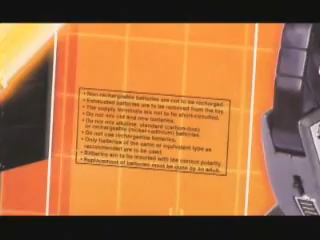 • Non-rechargeable batteries are not to be recharged.
• Exhausted batteries are to be removed from the toy.
• The supply terminals are not to be short-circuited.
• Do not mix old and new batteries.
• Do not mix alkaline, standard (carbon-zinc)
or rechargeable (nickel-cadmium) batteries.
• Do not use rechargeable batteries.
• Only batteries of the same or equivalent type as
recommended are to be used.
• Batteries are to be inserted with the correct polarity.
• Replacement of batteries must be done by an adult.